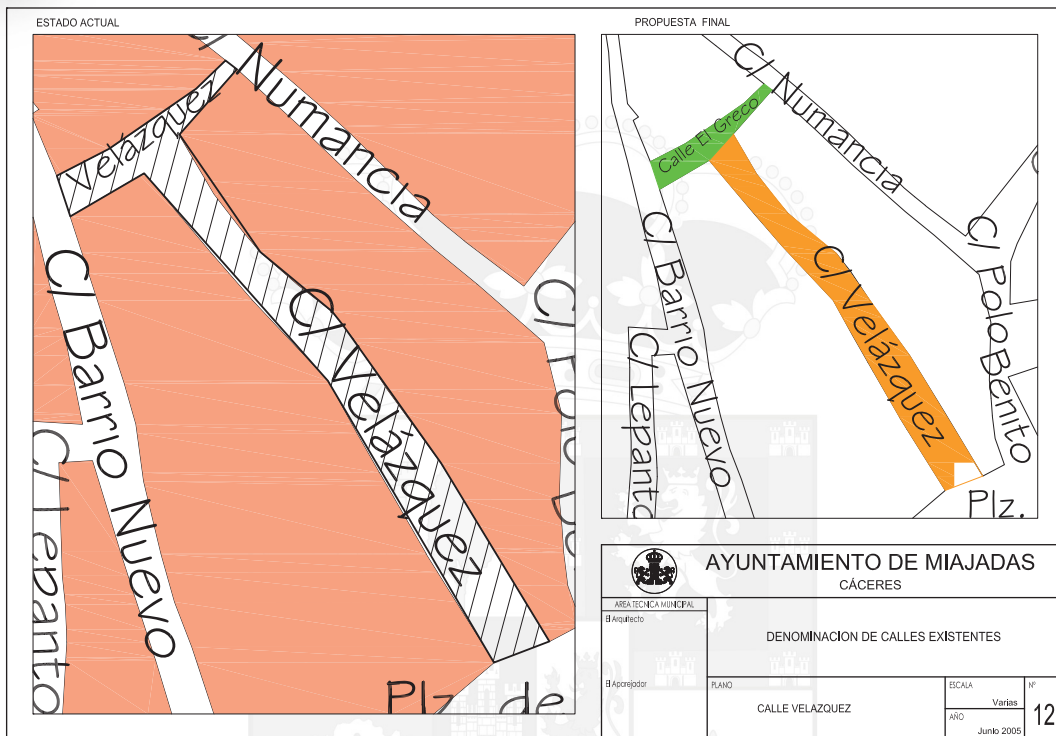 ESTADO ACTUAL
C/ Numancia
Velázquez
C/ Velázquez
C/ Barrio Nuevo
C/ Lepanto
C/ Polo Be
Plz de
PROPUESTA FINAL
C/ Numancia
Calle El Greco
C/ Velázquez
C/ Barrio Nuevo
C/ Lepanto
C/ Polo Benito
Plz.
AYUNTAMIENTO DE MIAJADAS
CÁCERES
AREA TECNICA MUNICIPAL
El Arquitecto
DENOMINACION DE CALLES EXISTENTES
El Aparejador
PLANO
CALLE VELAZQUEZ
ESCALA
Varias
AÑO
Junio 2005
Nº
12